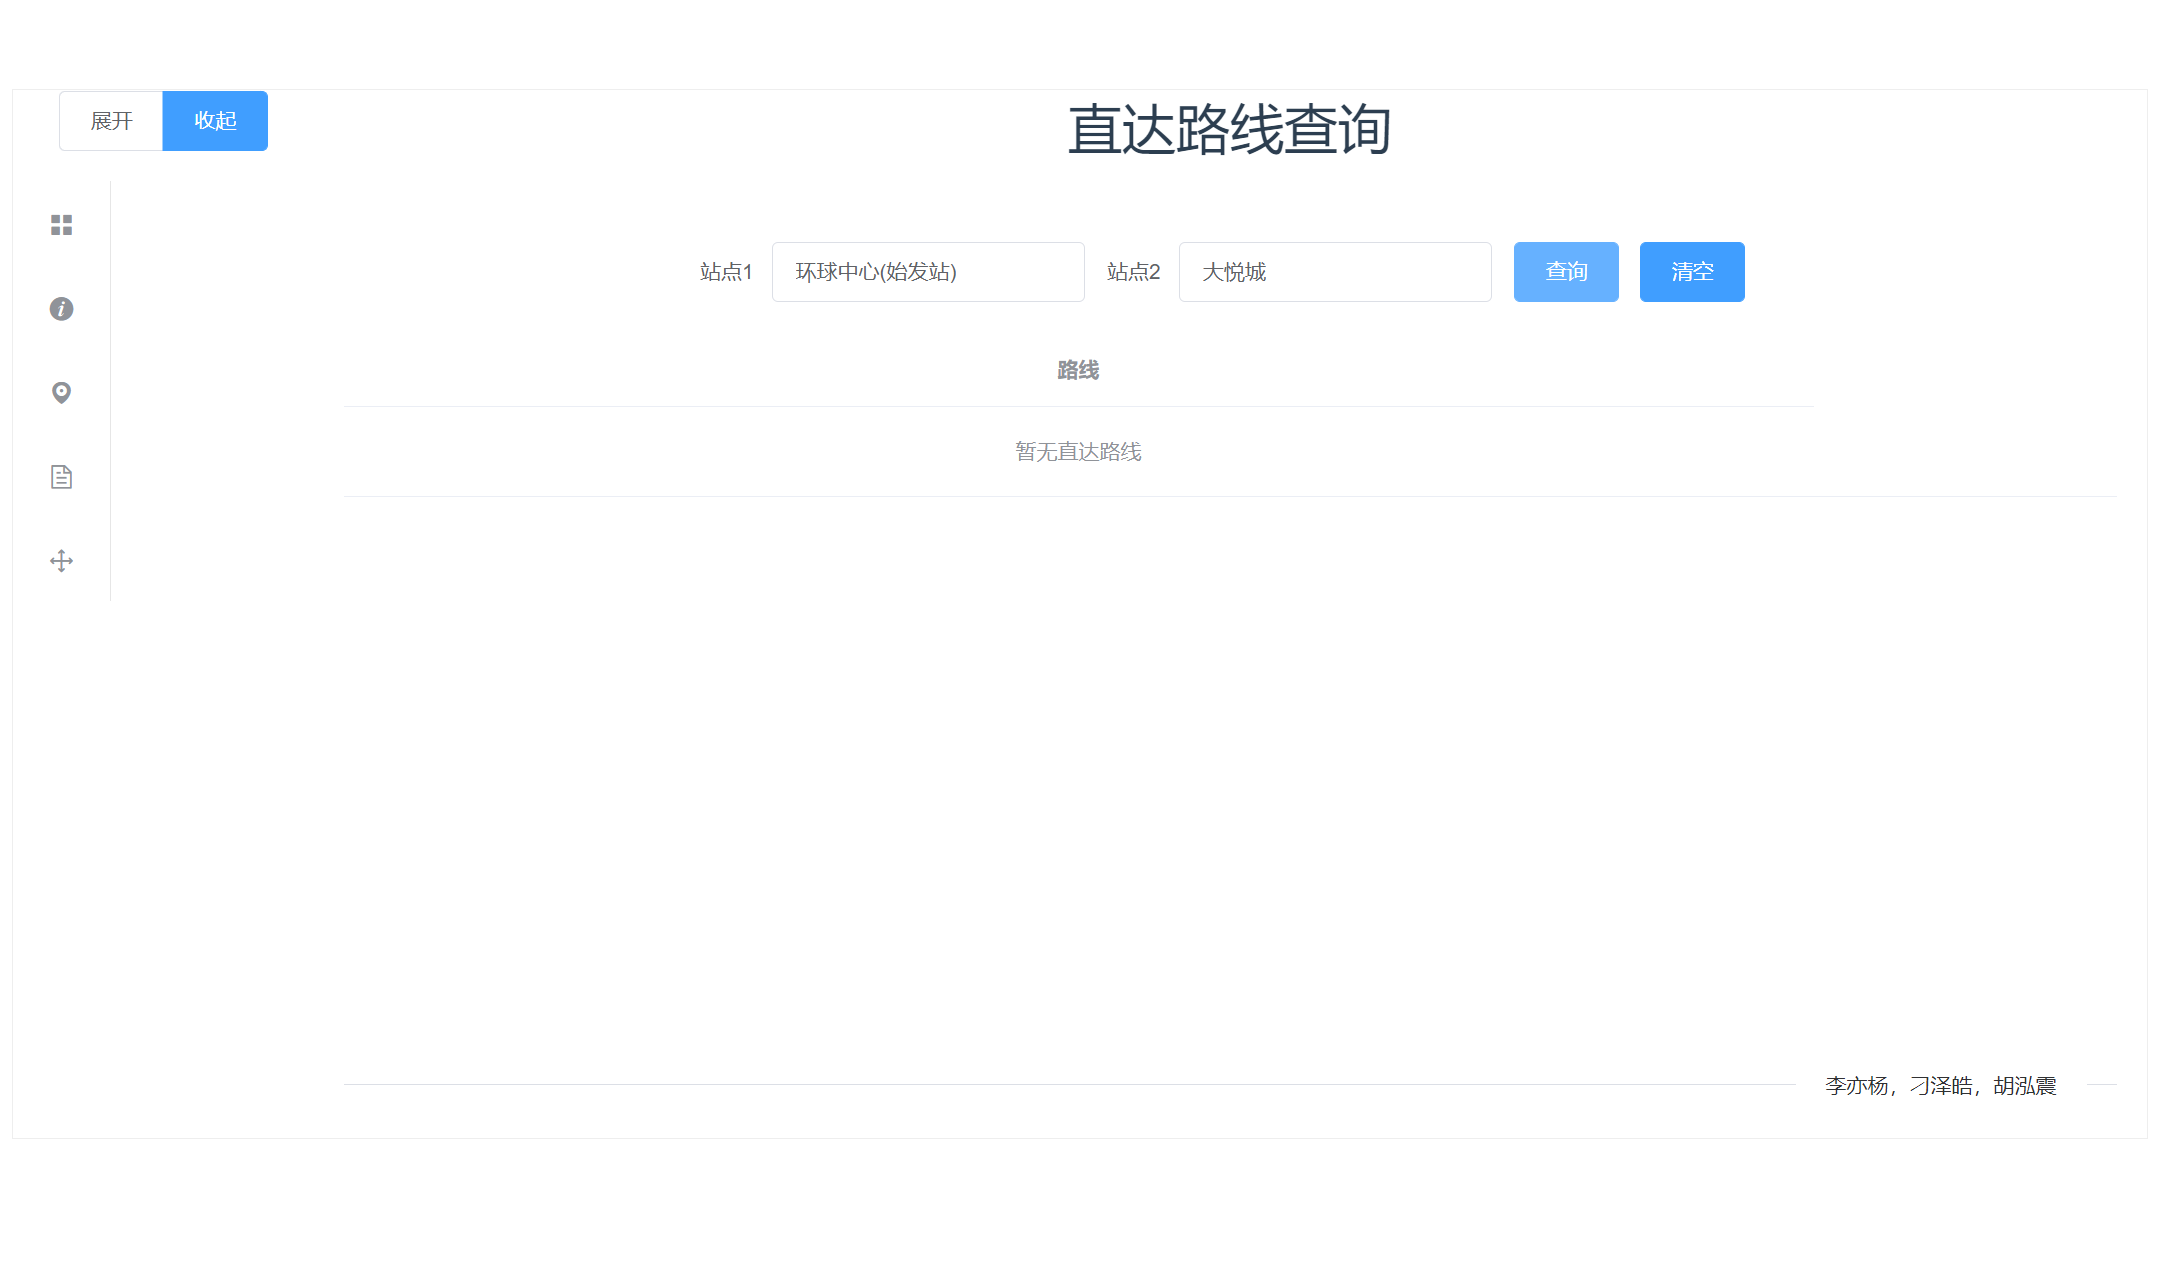 展开 收起
直达路线查询
站点1 环球中心(始发站) 站点2 大悦城 查询 清空
路线
暂无直达路线
李亦杨，刁泽皓，胡泓震